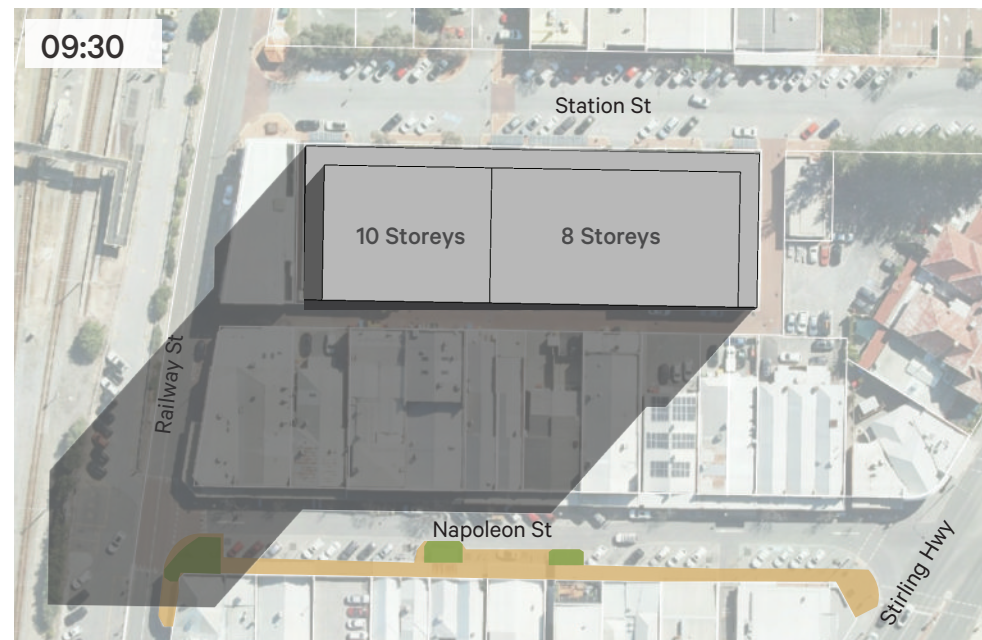 09:30
Station St
10 Storeys
8 Storeys
Railway St
Napoleon St
Stirling Hwy